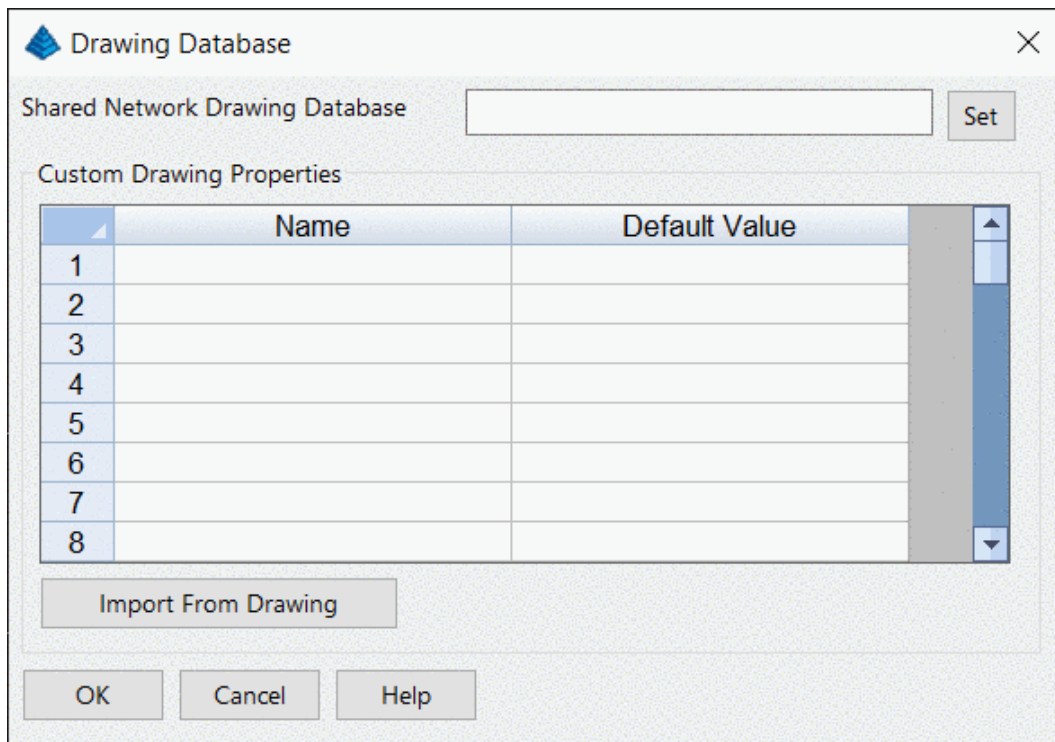 Drawing Database
Shared Network Drawing Database
Set
Custom Drawing Properties
Name Default Value
1
2
3
4
5
6
7
8
Import From Drawing
OK Cancel Help